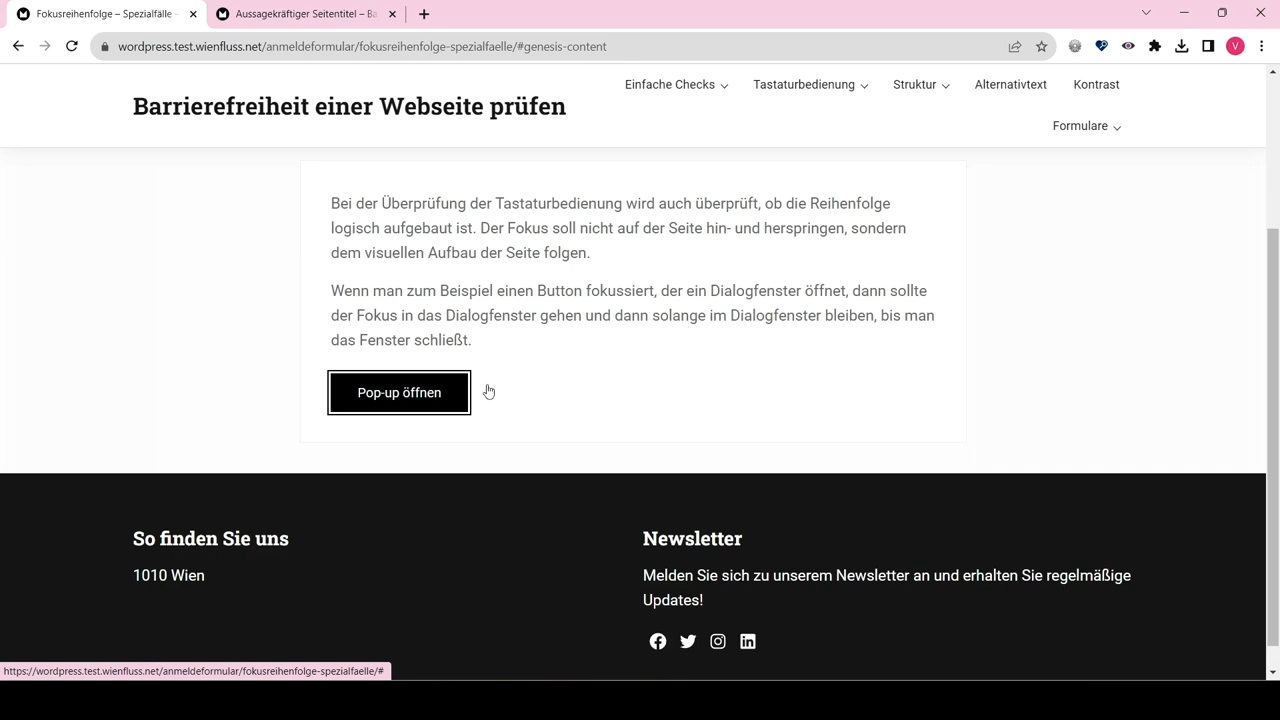 Fokusreihenfolge – Spezialfälle –
Aussagekräftiger Seitentitel – Ba
wordpress.test.wienfluss.net/anmeldeformular/fokusreihenfolge-spezialfaelle/#genesis-content
V
Barrierefreiheit einer Webseite prüfen
Einfache Checks
Tastaturbedienung
Struktur
Alternativtext
Kontrast
Formulare
Bei der Überprüfung der Tastaturbedienung wird auch überprüft, ob die Reihenfolge
logisch aufgebaut ist. Der Fokus soll nicht auf der Seite hin- und herspringen, sondern
dem visuellen Aufbau der Seite folgen.
Wenn man zum Beispiel einen Button fokussiert, der ein Dialogfenster öffnet, dann sollte
der Fokus in das Dialogfenster gehen und dann solange im Dialogfenster bleiben, bis man
das Fenster schließt.
Pop-up öffnen
So finden Sie uns
1010 Wien
Newsletter
Melden Sie sich zu unserem Newsletter an und erhalten Sie regelmäßige
Updates!
https://wordpress.test.wienfluss.net/anmeldeformular/fokusreihenfolge-spezialfaelle/#